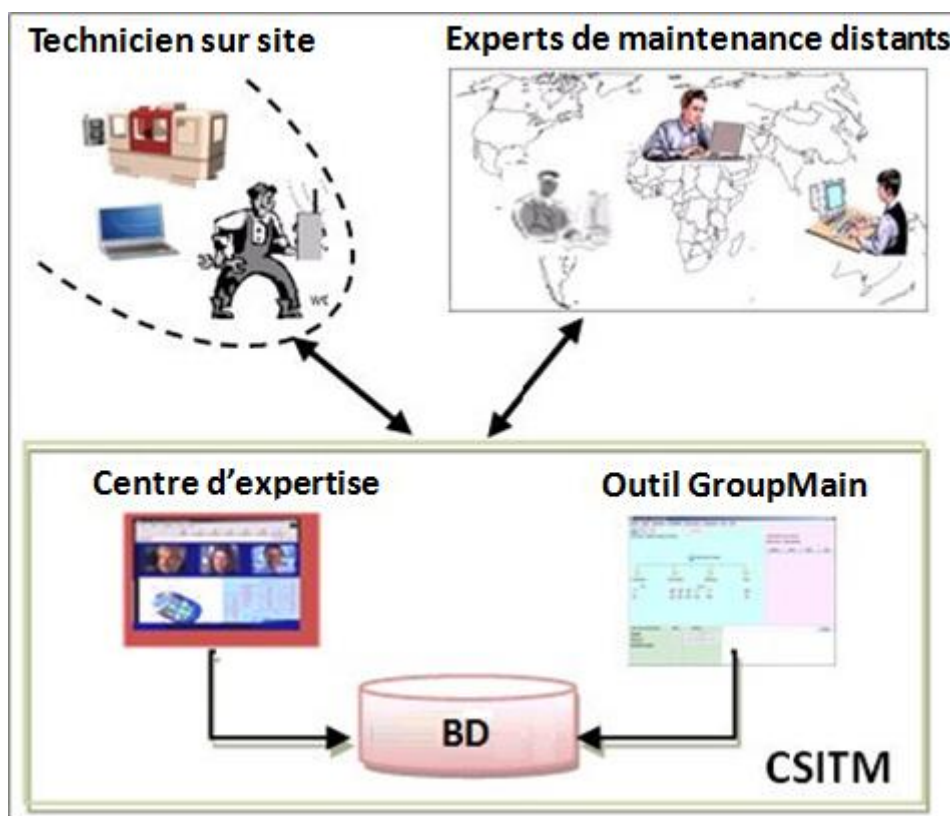 Technicien sur site
Experts de maintenance distants
Centre d’expertise
Outil GroupMain
BD
CSITM